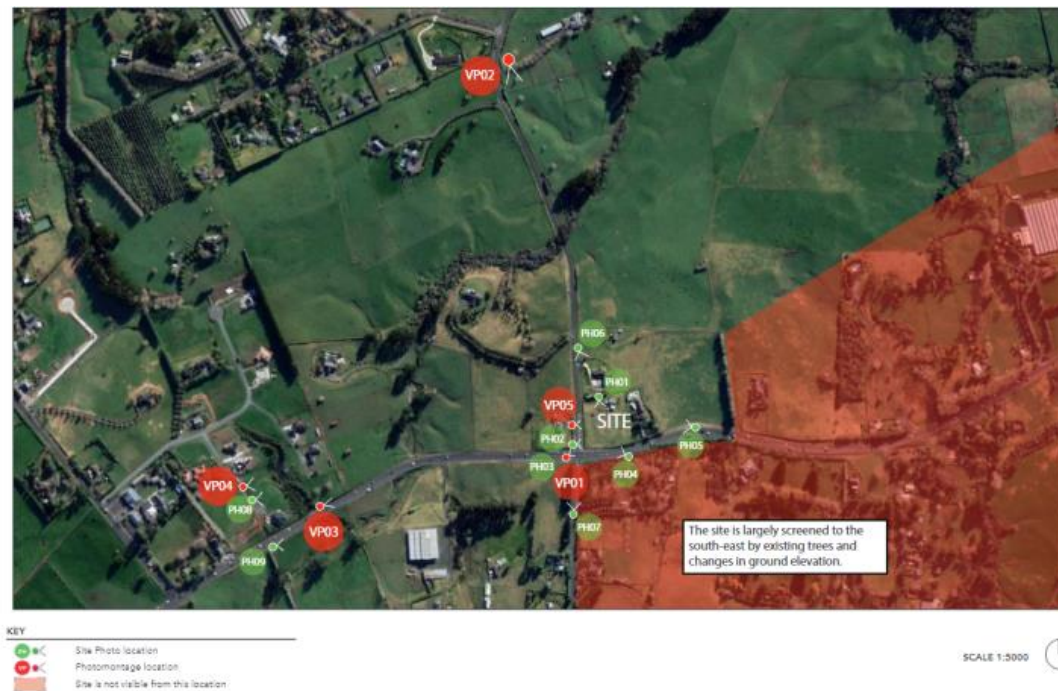 VP02
PH06
PH01
VP05
SITE
PH02
PH05
PH03
PH04
VP04
VP01
PH08
VP03
PH07
PH09
The site is largely screened to the
south-east by existing trees and
changes in ground elevation.
KEY
PH
Site Photo location
VP
Photomontage location
Site is not visible from this location
SCALE 1:5000